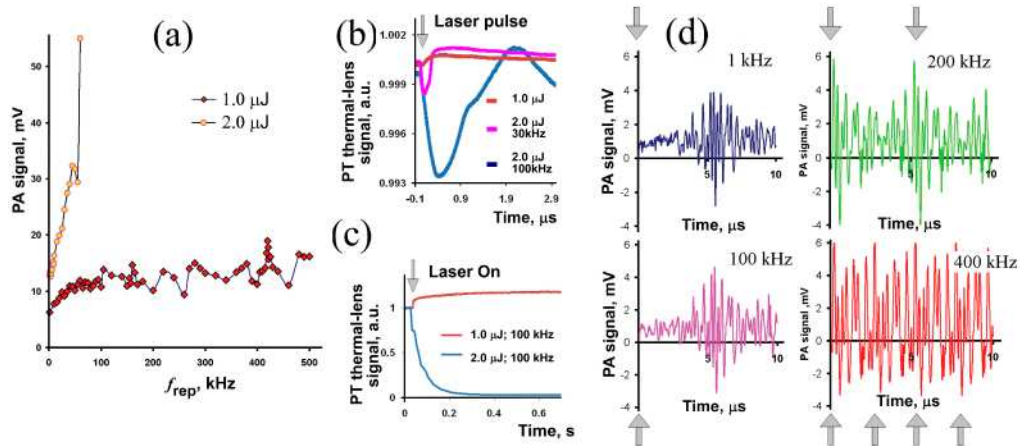 (a)
PA signal, mV
50
40
30
20
10
0
0 100 200 300 400 500
f_rep, kHz
1.0 μJ
2.0 μJ
(b)
Laser pulse
PT thermal-lens
signal, a.u.
1.002
0.999
0.996
0.993
-0.1 0.9 1.9 2.9
Time, μs
1.0 μJ
2.0 μJ
30kHz
2.0 μJ
100kHz
(c)
Laser On
PT thermal-lens
signal, a.u.
1
0.5
0
0 0.2 0.4 0.6
Time, s
1.0 μJ; 100 kHz
2.0 μJ; 100 kHz
(d)
1 kHz
PA signal, mV
6
4
2
0
-2
-4
5 10
Time, μs
200 kHz
PA signal, mV
6
4
2
0
-2
-4
5 10
Time, μs
100 kHz
PA signal, mV
6
4
2
0
-2
-4
5 10
Time, μs
400 kHz
PA signal ,mV
6
4
2
0
-2
-4
5 10
Time, μs